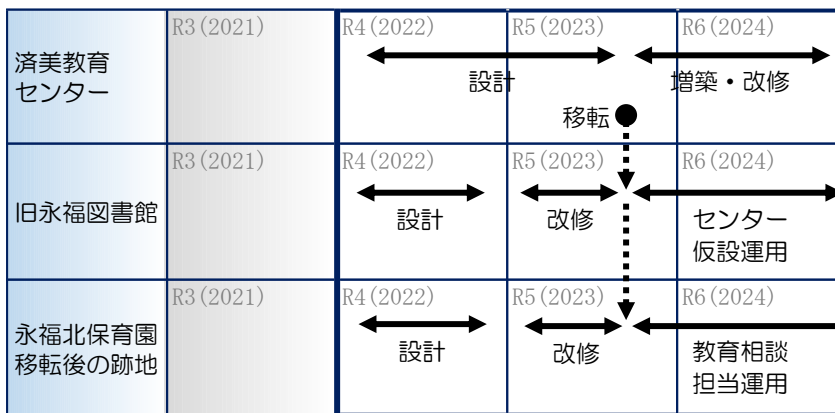 済美教育
センター
R3(2021)
R4(2022)
R5(2023)
R6(2024)
設計
増築・改修
移転
旧永福図書館
R3(2021)
R4(2022)
R5(2023)
R6(2024)
設計
改修
センター
仮設運用
永福北保育園
移転後の跡地
R3(2021)
R4(2022)
R5(2023)
R6(2024)
設計
改修
教育相談
担当運用